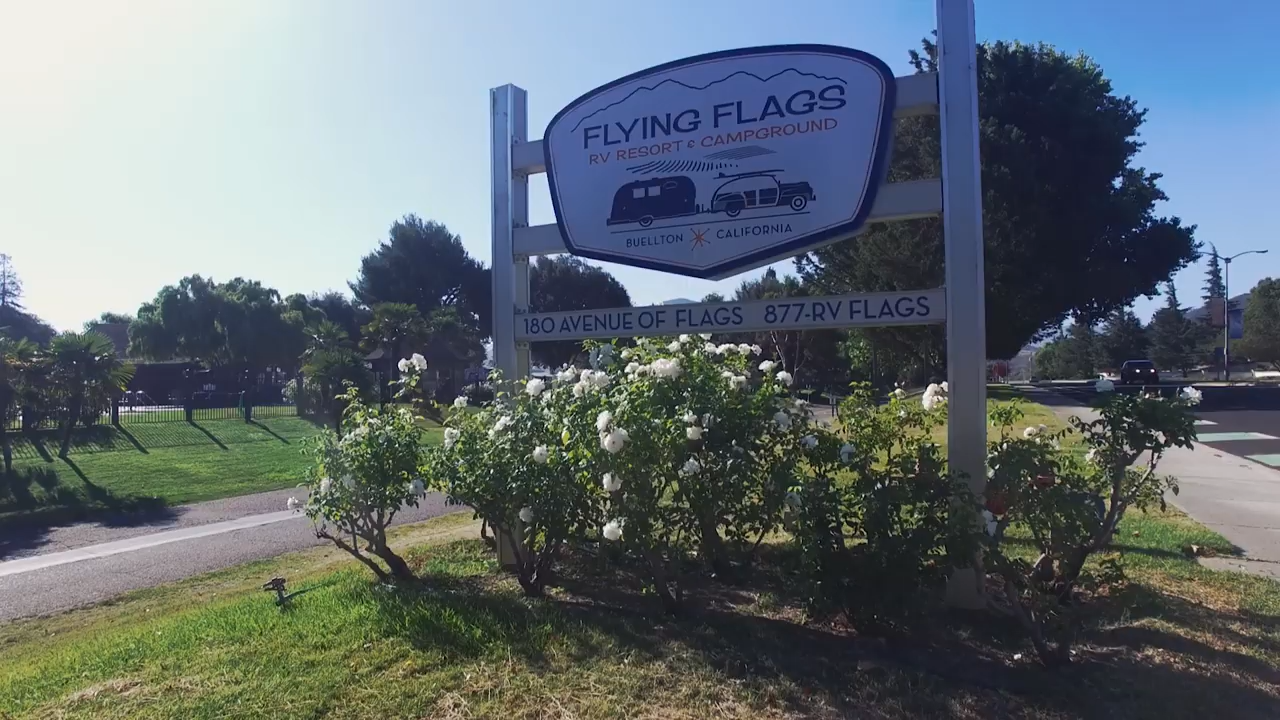 FLYING FLAGS
RV RESORT & CAMPGROUND
BUELLTON CALIFORNIA
180 AVENUE OF FLAGS 877-RV FLAGS